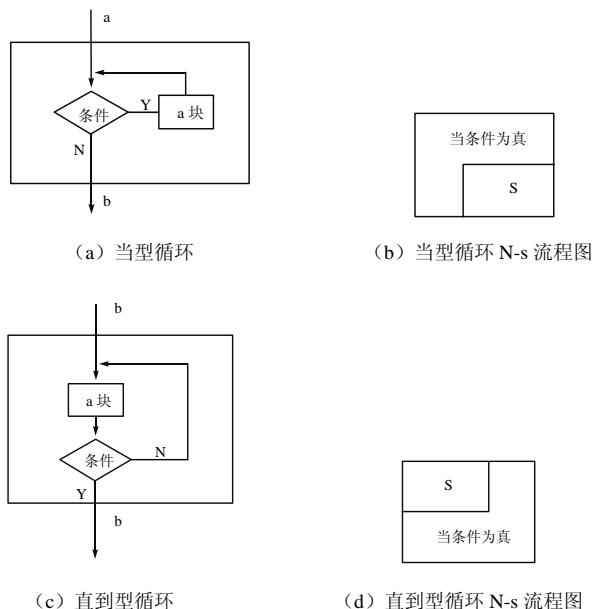 a
条件
Y
a 块
N
b
当条件为真
S
（a）当型循环
（b）当型循环 N-s 流程图
b
a 块
条件
N
Y
b
S
当条件为真
（c）直到型循环
（d）直到型循环 N-s 流程图